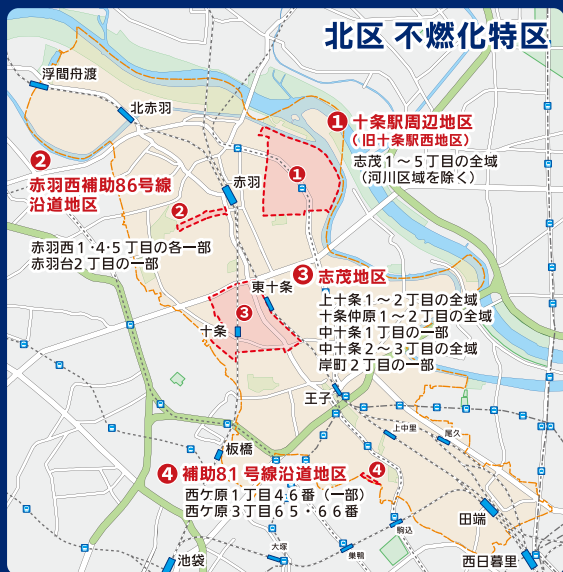 北区 不燃化特区
浮間舟渡
北赤羽
❶ 十条駅周辺地区
（旧十条駅西地区）
志茂１～５丁目の全域
（河川区域を除く）
❶
❷
赤羽西補助86号線
沿道地区
赤羽
❷
赤羽西１･４･５丁目の各一部
赤羽台２丁目の一部
東十条
❸ 志茂地区
上十条１～２丁目の全域
十条仲原１～２丁目の全域
中十条１丁目の一部
中十条２～３丁目の全域
岸町２丁目の一部
❸
十条
王子
上中里
尾久
板橋
❹ 補助81号線沿道地区
西ケ原１丁目４６番（一部）
西ケ原３丁目６５・６６番
❹
田端
駒込
巣鴨
大塚
池袋
西日暮里